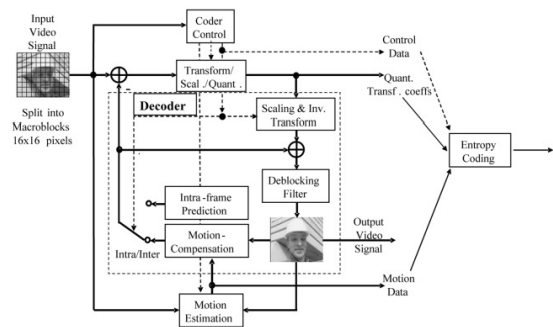 Input
Video
Signal
Coder
Control
Control
Data
Transform/
Scal./Quant.
Quant.
Transf. coeffs
Decoder
Scaling & Inv.
Transform
Split into
Macroblocks
16x16 pixels
Entropy
Coding
Deblocking
Filter
Intra-frame
Prediction
Output
Video
Signal
Motion-
Compensation
Intra/Inter
Motion
Data
Motion
Estimation